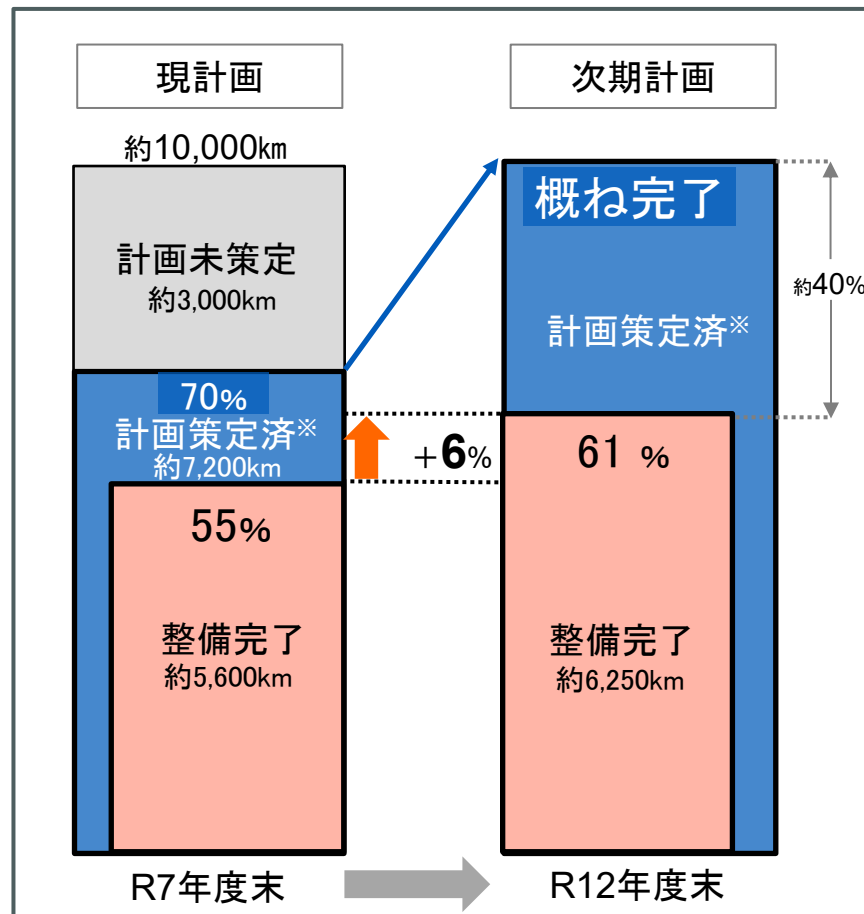 現計画
次期計画
約10,000㎞
概ね完了
計画未策定
約3,000km
約40%
計画策定済※
70%
計画策定済※
約7,200km
+6%
61 %
55%
整備完了
約5,600km
整備完了
約6,250km
R7年度末
R12年度末